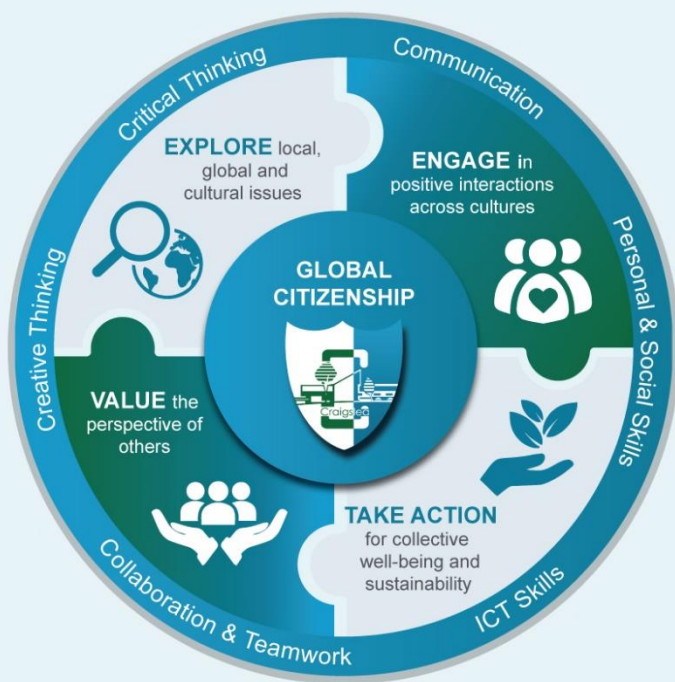 Critical Thinking
Communication
EXPLORE local,
global and
cultural issues
ENGAGE in
positive interactions
across cultures
Creative Thinking
Personal & Social Skills
GLOBAL
CITIZENSHIP
Craigslea
VALUE the
perspective of
others
TAKE ACTION
for collective
well-being and
sustainability
Collaboration & Teamwork
ICT Skills